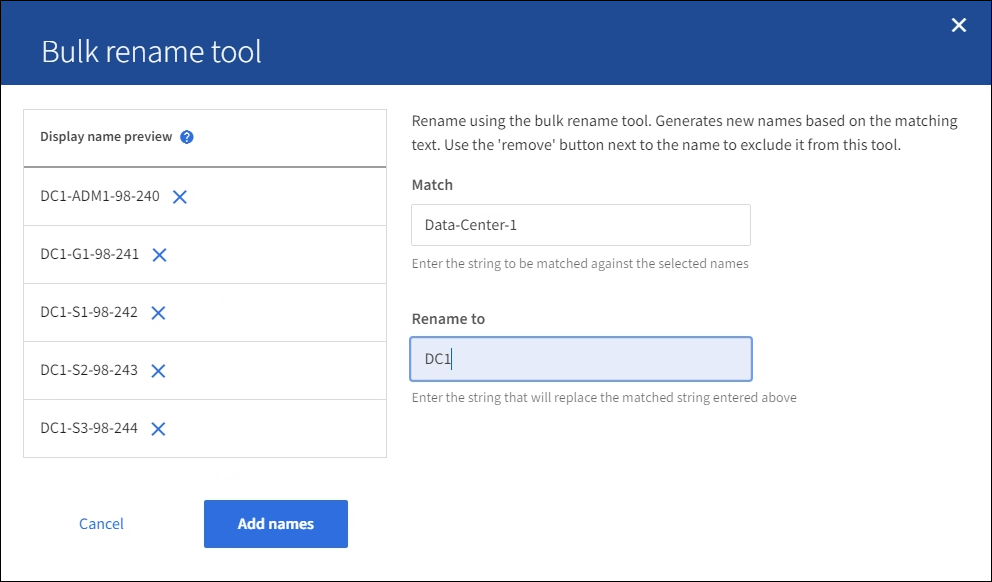 Bulk rename tool
Display name preview ?
DC1-ADM1-98-240
DC1-G1-98-241
DC1-S1-98-242
DC1-S2-98-243
DC1-S3-98-244
Cancel
Add names
Rename using the bulk rename tool. Generates new names based on the matching
text. Use the 'remove' button next to the name to exclude it from this tool.
Match
Data-Center-1
Enter the string to be matched against the selected names
Rename to
DC1
Enter the string that will replace the matched string entered above